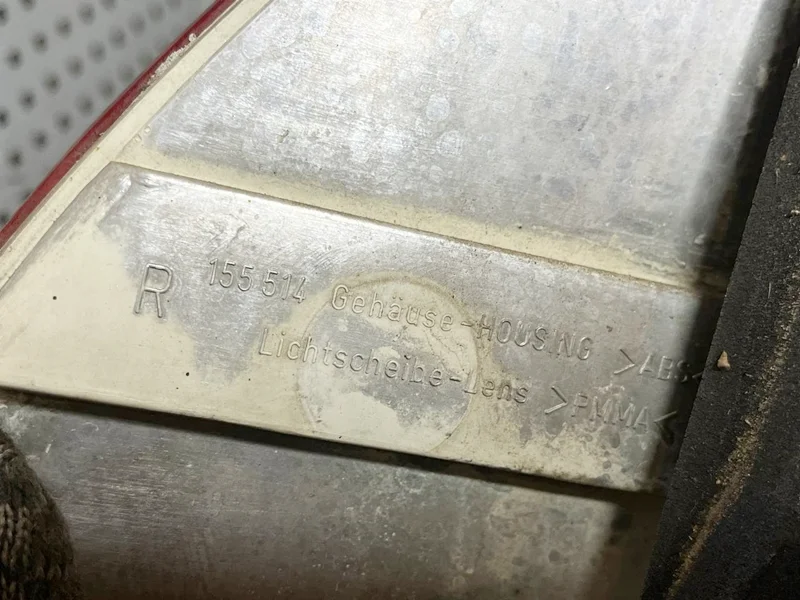 R 155 514 Gehäuse-HOUSING >ABS<
Lichtscheibe-Lens >PMMA<